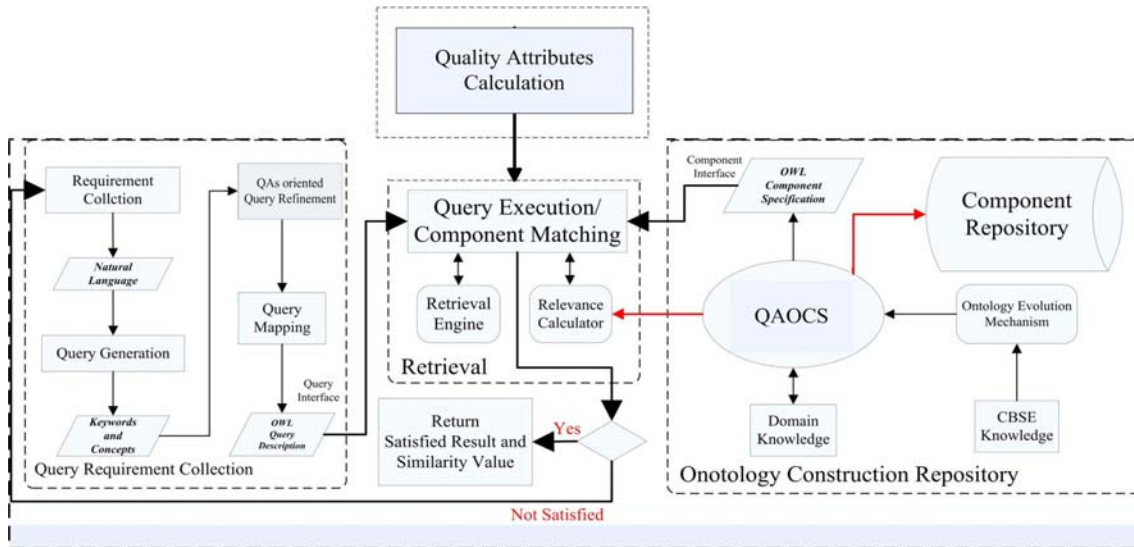 Quality Attributes
Calculation
Requirement
Collction
Natural
Language
Query Generation
Keywords
and
Concepts
QAs oriented
Query Refinement
Query
Mapping
Query
Interface
OWL
Query
Description
Query Requirement Collection
Query Execution/
Component Matching
Retrieval
Engine
Relevance
Calculator
Retrieval
Return
Satisfied Result and
Similarity Value
Yes
Not Satisfied
Component
Interface
OWL
Component
Specification
Component
Repository
QAOCS
Ontology Evolution
Mechanism
Domain
Knowledge
CBSE
Knowledge
Onotology Construction Repository